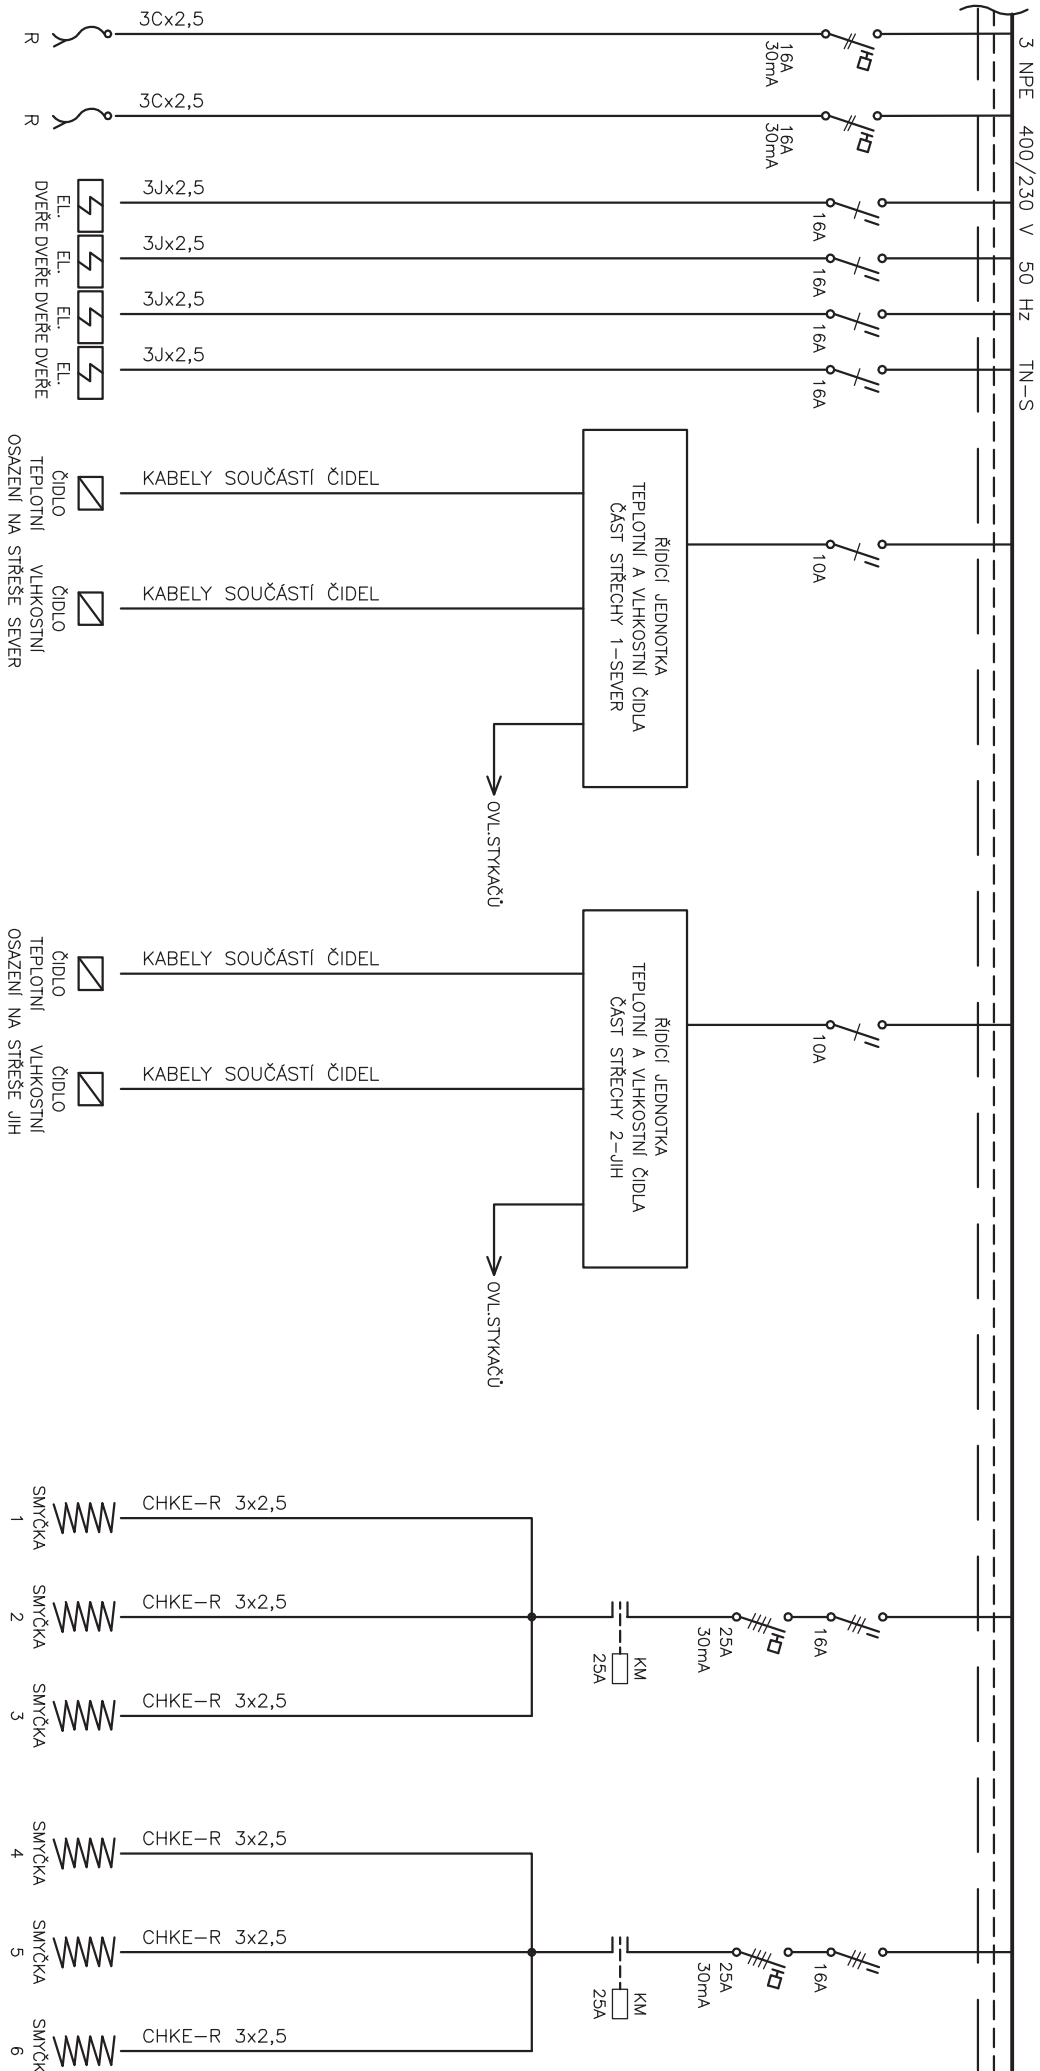 3 NPE 400/230 V 50 Hz TN-S
16A
30mA
16A
30mA
16A
16A
16A
16A
10A
10A
16A
25A
30mA
KM
25A
16A
25A
30mA
KM
25A
ŘÍDÍCÍ JEDNOTKA
TEPLOTNÍ A VLHKOSTNÍ ČIDLA
ČÁST STŘECHY 1-SEVER
OVL.STYKAČŮ
ŘÍDÍCÍ JEDNOTKA
TEPLOTNÍ A VLHKOSTNÍ ČIDLA
ČÁST STŘECHY 2-JIH
OVL.STYKAČŮ
3Cx2,5
3Cx2,5
3Jx2,5
3Jx2,5
3Jx2,5
3Jx2,5
KABELY SOUČÁSTÍ ČIDEL
KABELY SOUČÁSTÍ ČIDEL
KABELY SOUČÁSTÍ ČIDEL
KABELY SOUČÁSTÍ ČIDEL
CHKE-R 3x2,5
CHKE-R 3x2,5
CHKE-R 3x2,5
CHKE-R 3x2,5
CHKE-R 3x2,5
CHKE-R 3x2,5
R
R
EL.
DVEŘE
EL.
DVEŘE
EL.
DVEŘE
EL.
DVEŘE
ČIDLO
TEPLOTNÍ
ČIDLO
VLHKOSTNÍ
OSAZENÍ NA STŘEŠE SEVER
ČIDLO
TEPLOTNÍ
ČIDLO
VLHKOSTNÍ
OSAZENÍ NA STŘEŠE JIH
SMYČKA
1
SMYČKA
2
SMYČKA
3
SMYČKA
4
SMYČKA
5
SMYČK
6